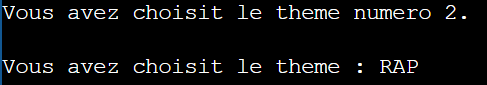 Vous avez choisit le theme numero 2.
Vous avez choisit le theme : RAP